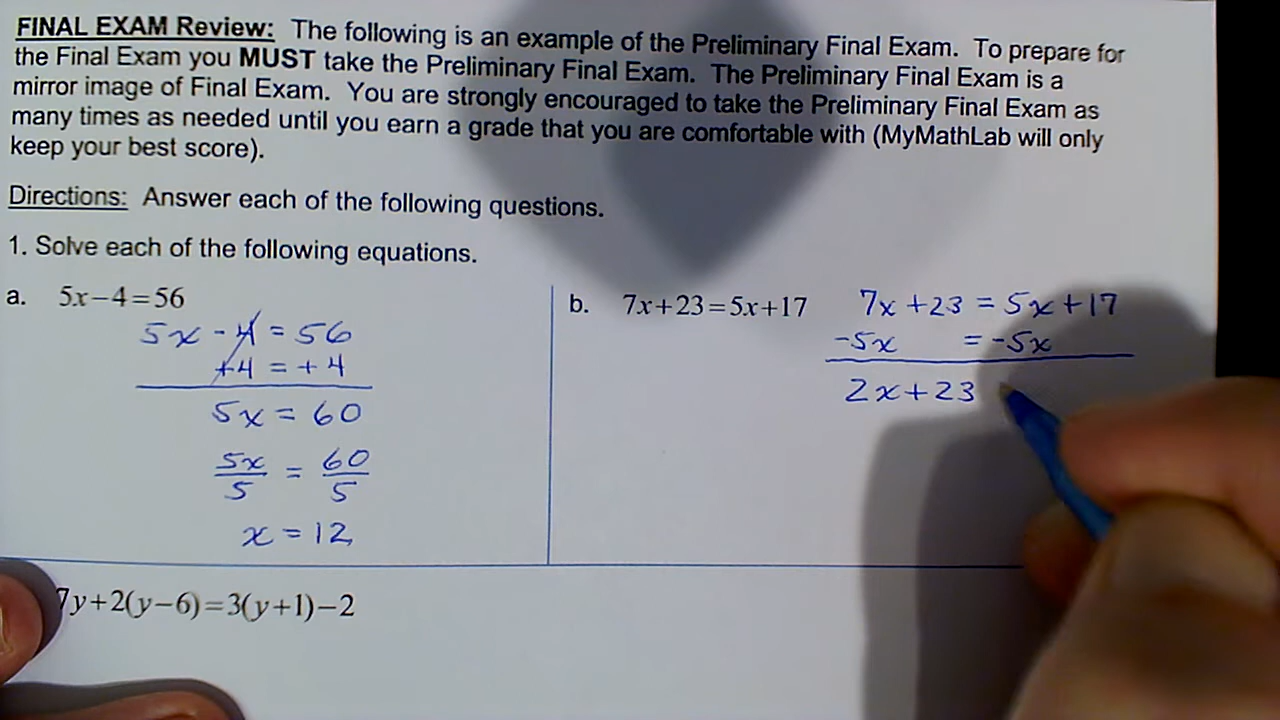 FINAL EXAM Review: The following is an example of the Preliminary Final Exam. To prepare for
the Final Exam you MUST take the Preliminary Final Exam. The Preliminary Final Exam is a
mirror image of Final Exam. You are strongly encouraged to take the Preliminary Final Exam as
many times as needed until you earn a grade that you are comfortable with (MyMathLab will only
keep your best score).
Directions: Answer each of the following questions.
1. Solve each of the following equations.
a. 5x-4=56
5x - 4 = 56
+4 = +4
5x = 60
5x/5 = 60/5
x = 12,
b. 7x+23=5x+17
7x +23 = 5x+17
-5x = -5x
2x+23
7y+2(y-6)=3(y+1)-2